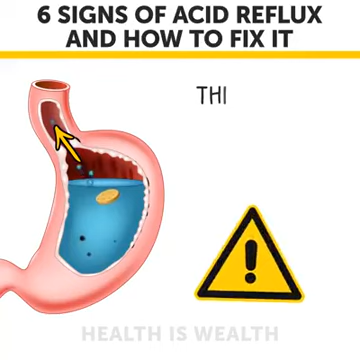 6 SIGNS OF ACID REFLUX
AND HOW TO FIX IT
THI
HEALTH IS WEALTH